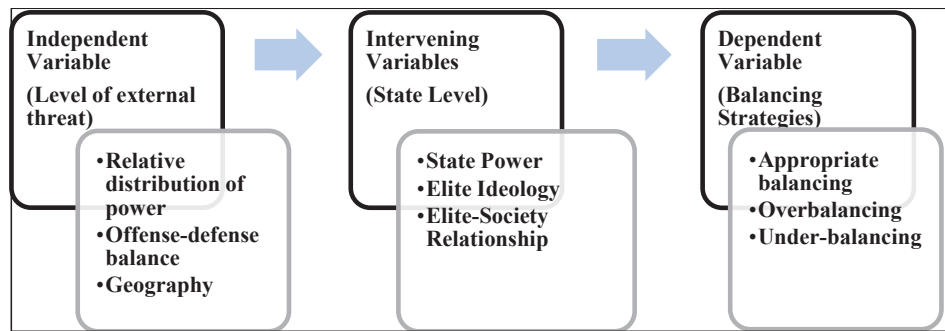 Independent
Variable
(Level of external
threat)
•Relative
distribution of
power
•Offense-defense
balance
•Geography
Intervening
Variables
(State Level)
•State Power
•Elite Ideology
•Elite-Society
Relationship
Dependent
Variable
(Balancing
Strategies)
•Appropriate
balancing
•Overbalancing
•Under-balancing